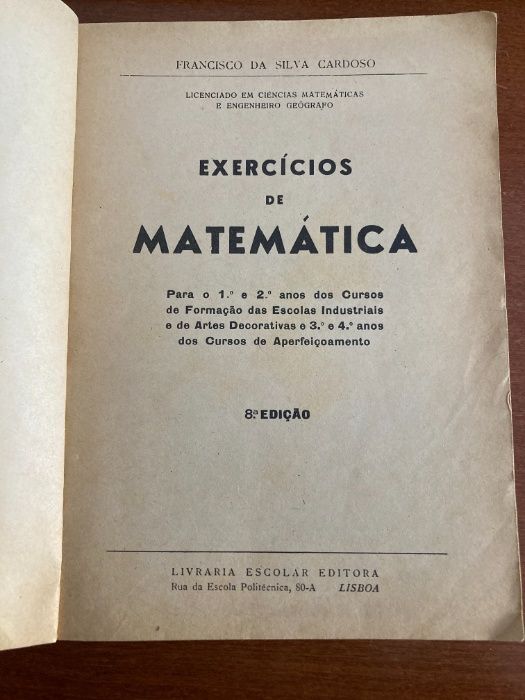 FRANCISCO DA SILVA CARDOSO
LICENCIADO EM CIÊNCIAS MATEMÁTICAS
E ENGENHEIRO GEÓGRAFO
EXERCÍCIOS
DE
MATEMÁTICA
Para o 1.º e 2.º anos dos Cursos
de Formação das Escolas Industriais
e de Artes Decorativas e 3.º e 4.º anos
dos Cursos de Aperfeiçoamento
8.ª EDIÇÃO
LIVRARIA ESCOLAR EDITORA
Rua da Escola Politécnica, 80-A LISBOA